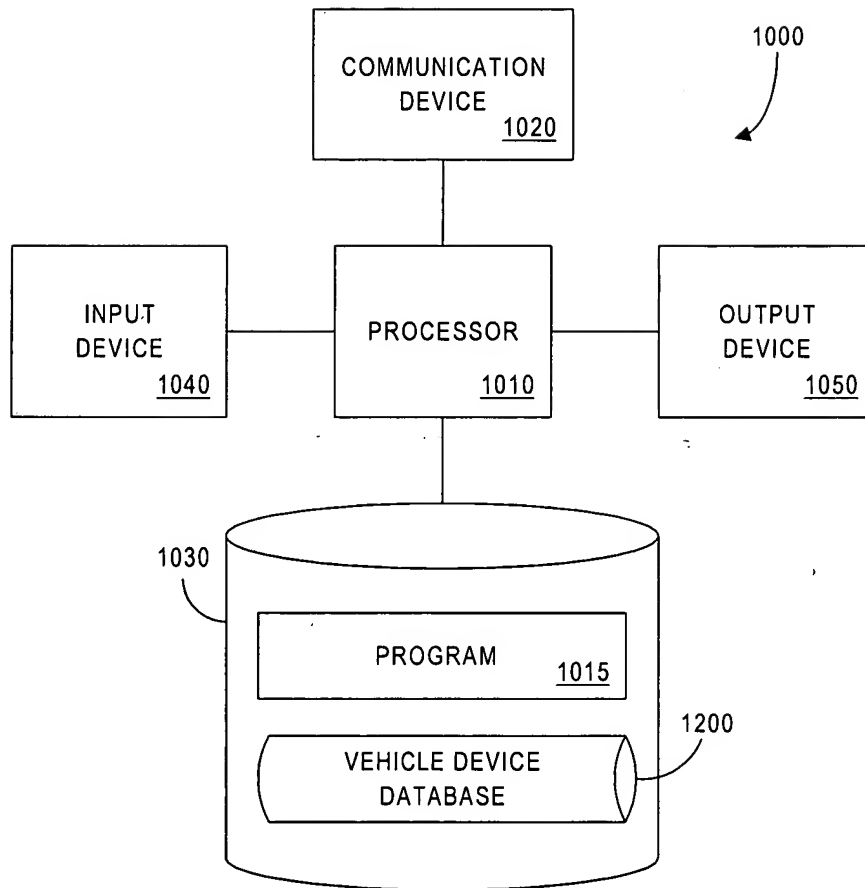 1000
COMMUNICATION
DEVICE
1020
INPUT
DEVICE
1040
PROCESSOR
1010
OUTPUT
DEVICE
1050
1030
PROGRAM
1015
1200
VEHICLE DEVICE
DATABASE